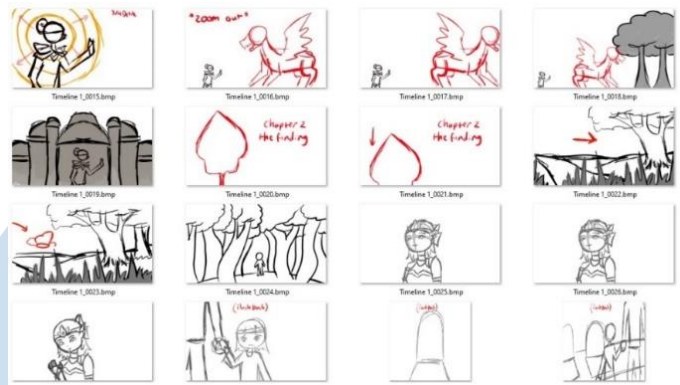 *ZOOM OUT*
Timeline 1_0015.bmp
Timeline 1_0016.bmp
Timeline 1_0017.bmp
Timeline 1_0018.bmp
Chapter 2
the finding
Chapter 2
the finding
Timeline 1_0019.bmp
Timeline 1_0020.bmp
Timeline 1_0021.bmp
Timeline 1_0022.bmp
Timeline 1_0023.bmp
Timeline 1_0024.bmp
Timeline 1_0025.bmp
Timeline 1_0026.bmp